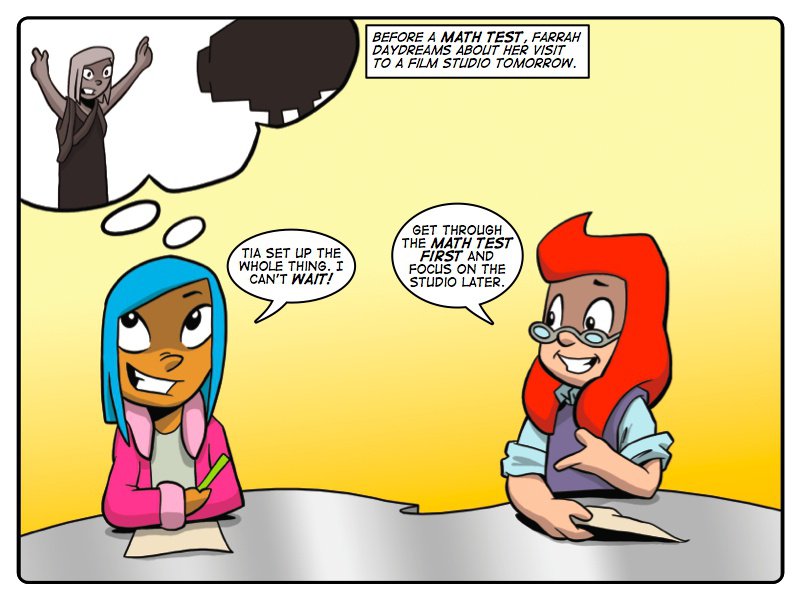 BEFORE A MATH TEST, FARRAH
DAYDREAMS ABOUT HER VISIT
TO A FILM STUDIO TOMORROW.
TIA SET UP THE
WHOLE THING. I
CAN'T WAIT!
GET THROUGH
THE MATH TEST
FIRST AND
FOCUS ON THE
STUDIO LATER.